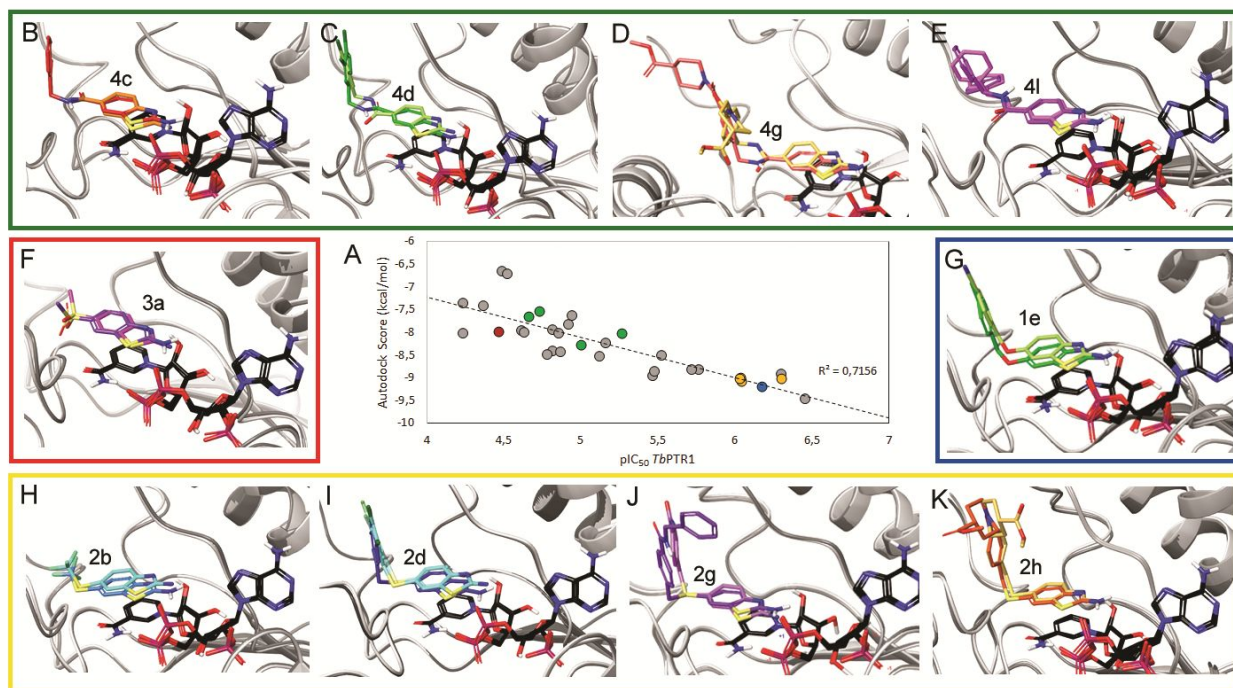 B
4c
C
4d
D
4g
E
4l
F
3a
A
Autodock Score (kcal/mol)
-6
-6,5
-7
-7,5
-8
-8,5
-9
-9,5
-10
4
4,5
5
5,5
6
6,5
7
R² = 0,7156
pIC50 TbPTR1
G
1e
H
2b
I
2d
J
2g
K
2h